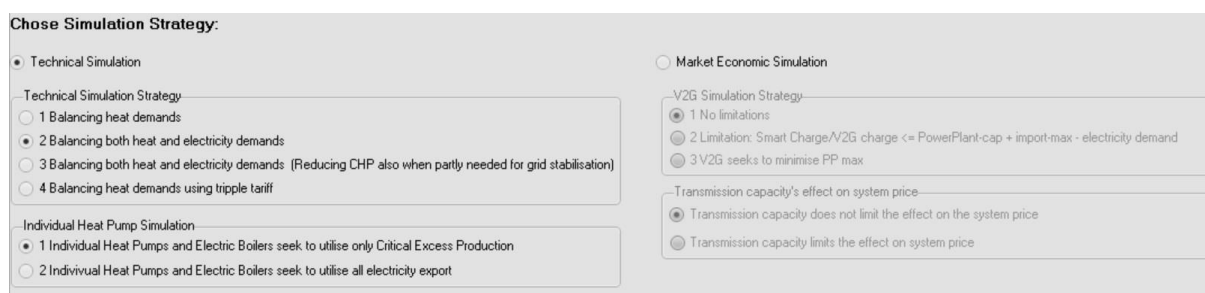 Chose Simulation Strategy:
Technical Simulation
Technical Simulation Strategy
1 Balancing heat demands
2 Balancing both heat and electricity demands
3 Balancing both heat and electricity demands (Reducing CHP also when partly needed for grid stabilisation)
4 Balancing heat demands using tripple tariff
Individual Heat Pump Simulation
1 Individual Heat Pumps and Electric Boilers seek to utilise only Critical Excess Production
2 Indivivual Heat Pumps and Electric Boilers seek to utilise all electricity export
Market Economic Simulation
V2G Simulation Strategy
1 No limitations
2 Limitation: Smart Charge/V2G charge <= PowerPlant-cap + import-max - electricity demand
3 V2G seeks to minimise PP max
Transmission capacity's effect on system price
Transmission capacity does not limit the effect on the system price
Transmission capacity limits the effect on system price